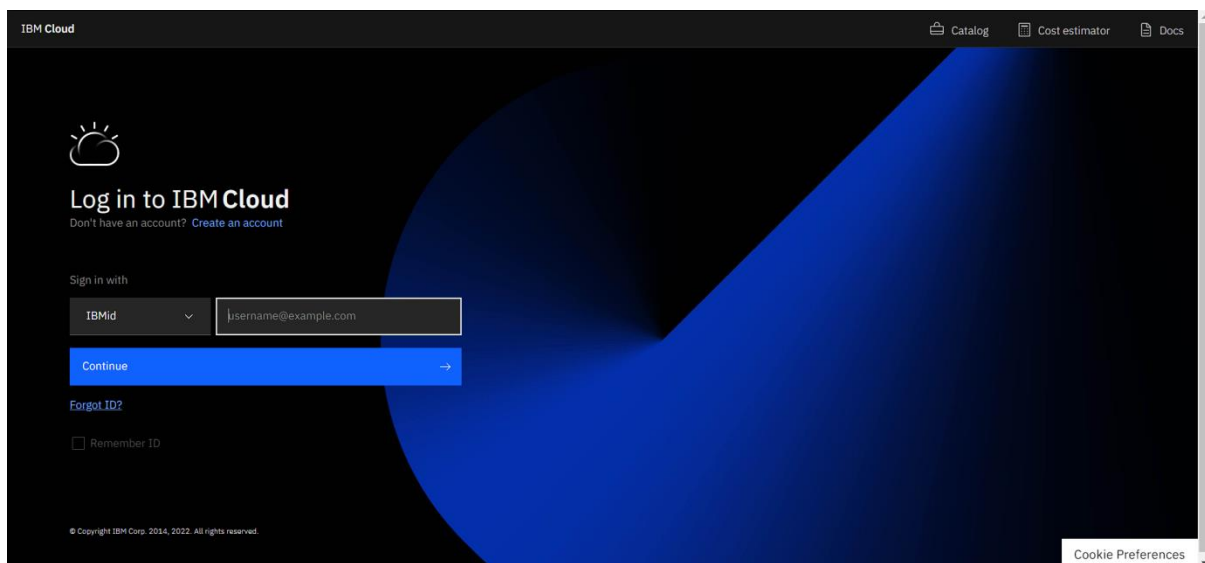 IBM Cloud
Catalog
Cost estimator
Docs
Log in to IBM Cloud
Don't have an account? Create an account
Sign in with
IBMid
username@example.com
Continue
Forgot ID?
Remember ID
© Copyright IBM Corp. 2014, 2022. All rights reserved.
Cookie Preferences